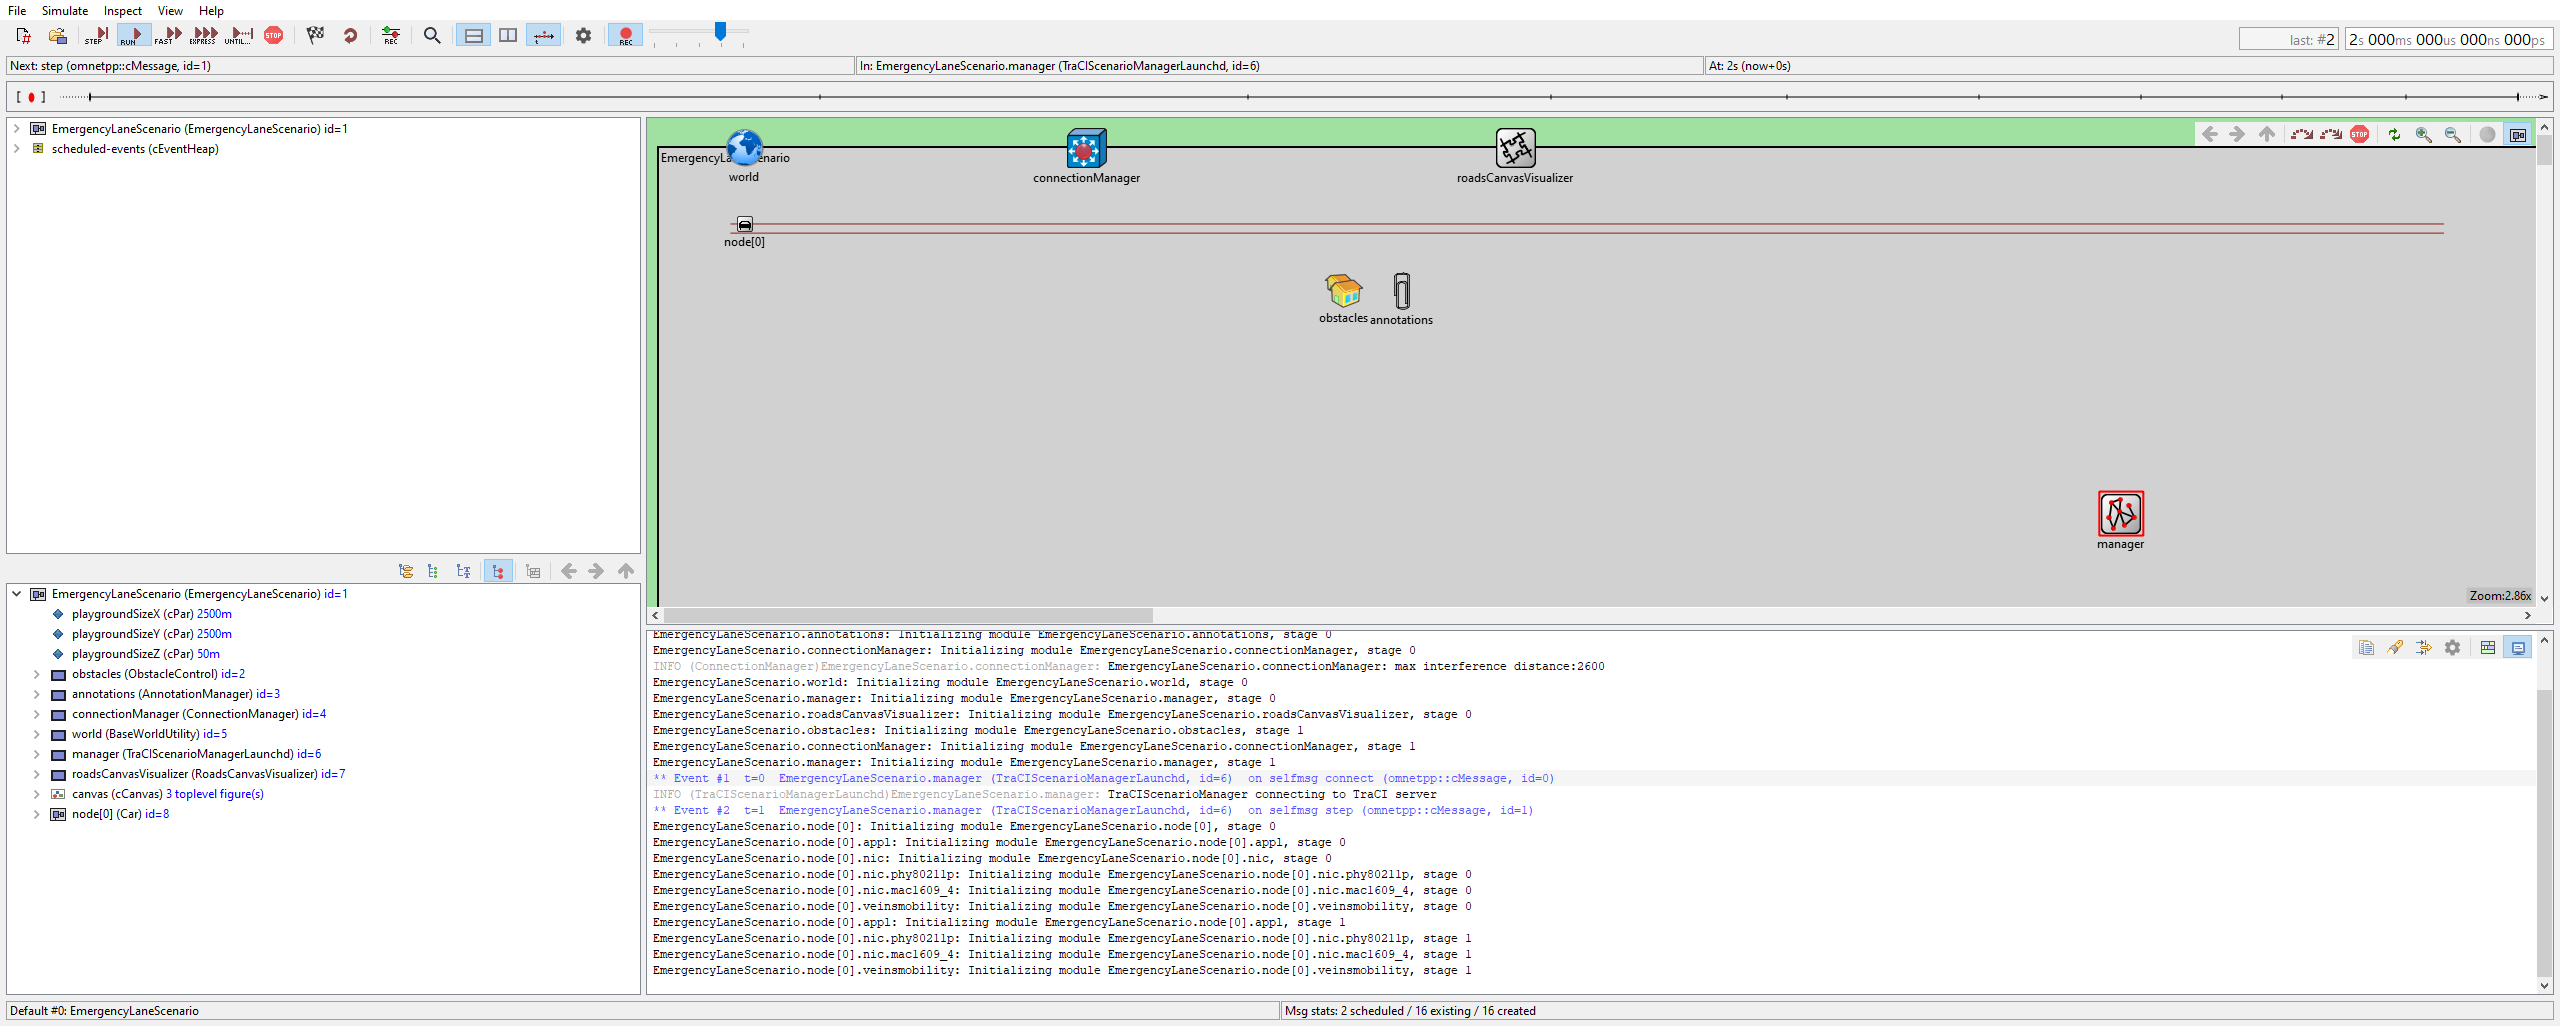 File Simulate Inspect View Help
STEP RUN FAST EXPRESS UNTIL... STOP REC REC
last: #2 2s 000ms 000us 000ns 000ps
Next: step (omnetpp::cMessage, id=1) In: EmergencyLaneScenario.manager (TraCIScenarioManagerLaunchd, id=6) At: 2s (now+0s)
EmergencyLaneScenario (EmergencyLaneScenario) id=1
scheduled-events (cEventHeap)
STOP
world
connectionManager
roadsCanvasVisualizer
node[0]
obstacles
annotations
manager
Zoom:2.86x
EmergencyLaneScenario (EmergencyLaneScenario) id=1
playgroundSizeX (cPar) 2500m
playgroundSizeY (cPar) 2500m
playgroundSizeZ (cPar) 50m
obstacles (ObstacleControl) id=2
annotations (AnnotationManager) id=3
connectionManager (ConnectionManager) id=4
world (BaseWorldUtility) id=5
manager (TraCIScenarioManagerLaunchd) id=6
roadsCanvasVisualizer (RoadsCanvasVisualizer) id=7
canvas (cCanvas) 3 toplevel figure(s)
node[0] (Car) id=8
EmergencyLaneScenario.annotations: Initializing module EmergencyLaneScenario.annotations, stage 0
EmergencyLaneScenario.connectionManager: Initializing module EmergencyLaneScenario.connectionManager, stage 0
INFO (ConnectionManager)EmergencyLaneScenario.connectionManager: EmergencyLaneScenario.connectionManager: max interference distance:2600
EmergencyLaneScenario.world: Initializing module EmergencyLaneScenario.world, stage 0
EmergencyLaneScenario.manager: Initializing module EmergencyLaneScenario.manager, stage 0
EmergencyLaneScenario.roadsCanvasVisualizer: Initializing module EmergencyLaneScenario.roadsCanvasVisualizer, stage 0
EmergencyLaneScenario.obstacles: Initializing module EmergencyLaneScenario.obstacles, stage 1
EmergencyLaneScenario.connectionManager: Initializing module EmergencyLaneScenario.connectionManager, stage 1
EmergencyLaneScenario.manager: Initializing module EmergencyLaneScenario.manager, stage 1
** Event #1 t=0 EmergencyLaneScenario.manager (TraCIScenarioManagerLaunchd, id=6) on selfmsg connect (omnetpp::cMessage, id=0)
INFO (TraCIScenarioManagerLaunchd)EmergencyLaneScenario.manager: TraCIScenarioManager connecting to TraCI server
** Event #2 t=1 EmergencyLaneScenario.manager (TraCIScenarioManagerLaunchd, id=6) on selfmsg step (omnetpp::cMessage, id=1)
EmergencyLaneScenario.node[0]: Initializing module EmergencyLaneScenario.node[0], stage 0
EmergencyLaneScenario.node[0].appl: Initializing module EmergencyLaneScenario.node[0].appl, stage 0
EmergencyLaneScenario.node[0].nic: Initializing module EmergencyLaneScenario.node[0].nic, stage 0
EmergencyLaneScenario.node[0].nic.phy80211p: Initializing module EmergencyLaneScenario.node[0].nic.phy80211p, stage 0
EmergencyLaneScenario.node[0].nic.mac1609_4: Initializing module EmergencyLaneScenario.node[0].nic.mac1609_4, stage 0
EmergencyLaneScenario.node[0].veinsmobility: Initializing module EmergencyLaneScenario.node[0].veinsmobility, stage 0
EmergencyLaneScenario.node[0].appl: Initializing module EmergencyLaneScenario.node[0].appl, stage 1
EmergencyLaneScenario.node[0].nic.phy80211p: Initializing module EmergencyLaneScenario.node[0].nic.phy80211p, stage 1
EmergencyLaneScenario.node[0].nic.mac1609_4: Initializing module EmergencyLaneScenario.node[0].nic.mac1609_4, stage 1
EmergencyLaneScenario.node[0].veinsmobility: Initializing module EmergencyLaneScenario.node[0].veinsmobility, stage 1
Default #0: EmergencyLaneScenario Msg stats: 2 scheduled / 16 existing / 16 created